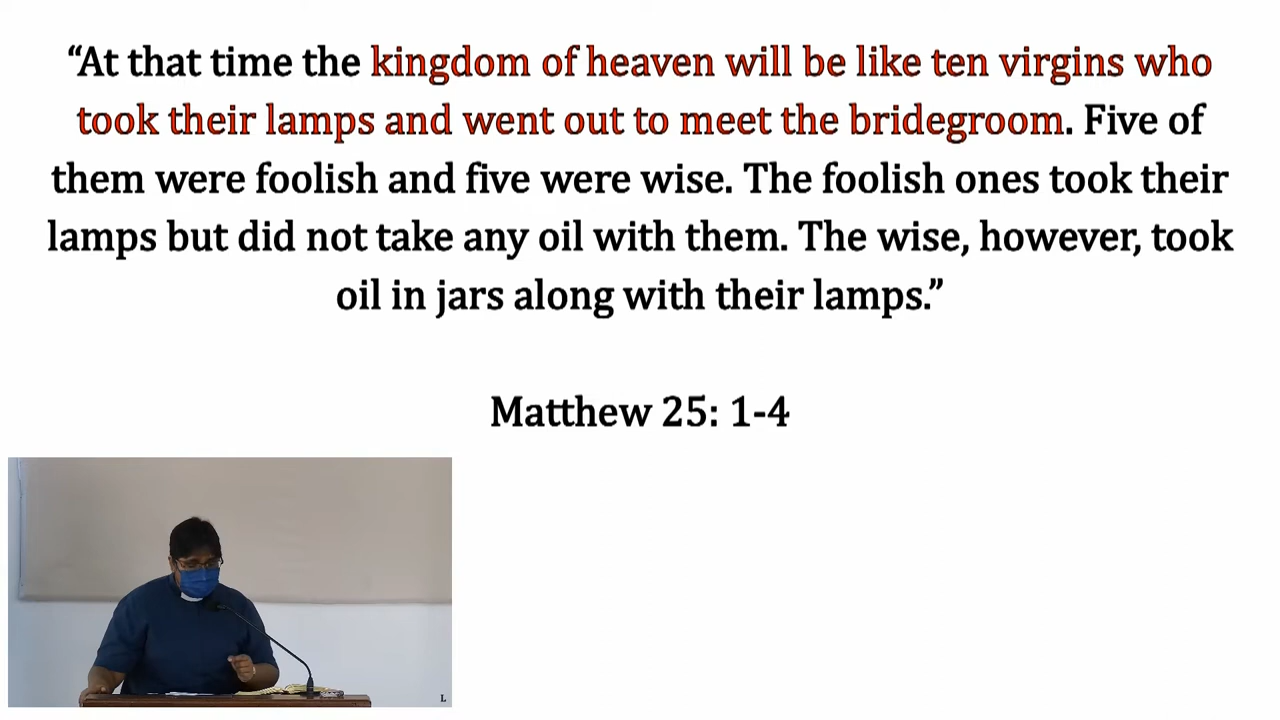 “At that time the kingdom of heaven will be like ten virgins who
took their lamps and went out to meet the bridegroom. Five of
them were foolish and five were wise. The foolish ones took their
lamps but did not take any oil with them. The wise, however, took
oil in jars along with their lamps.”
Matthew 25: 1-4
L